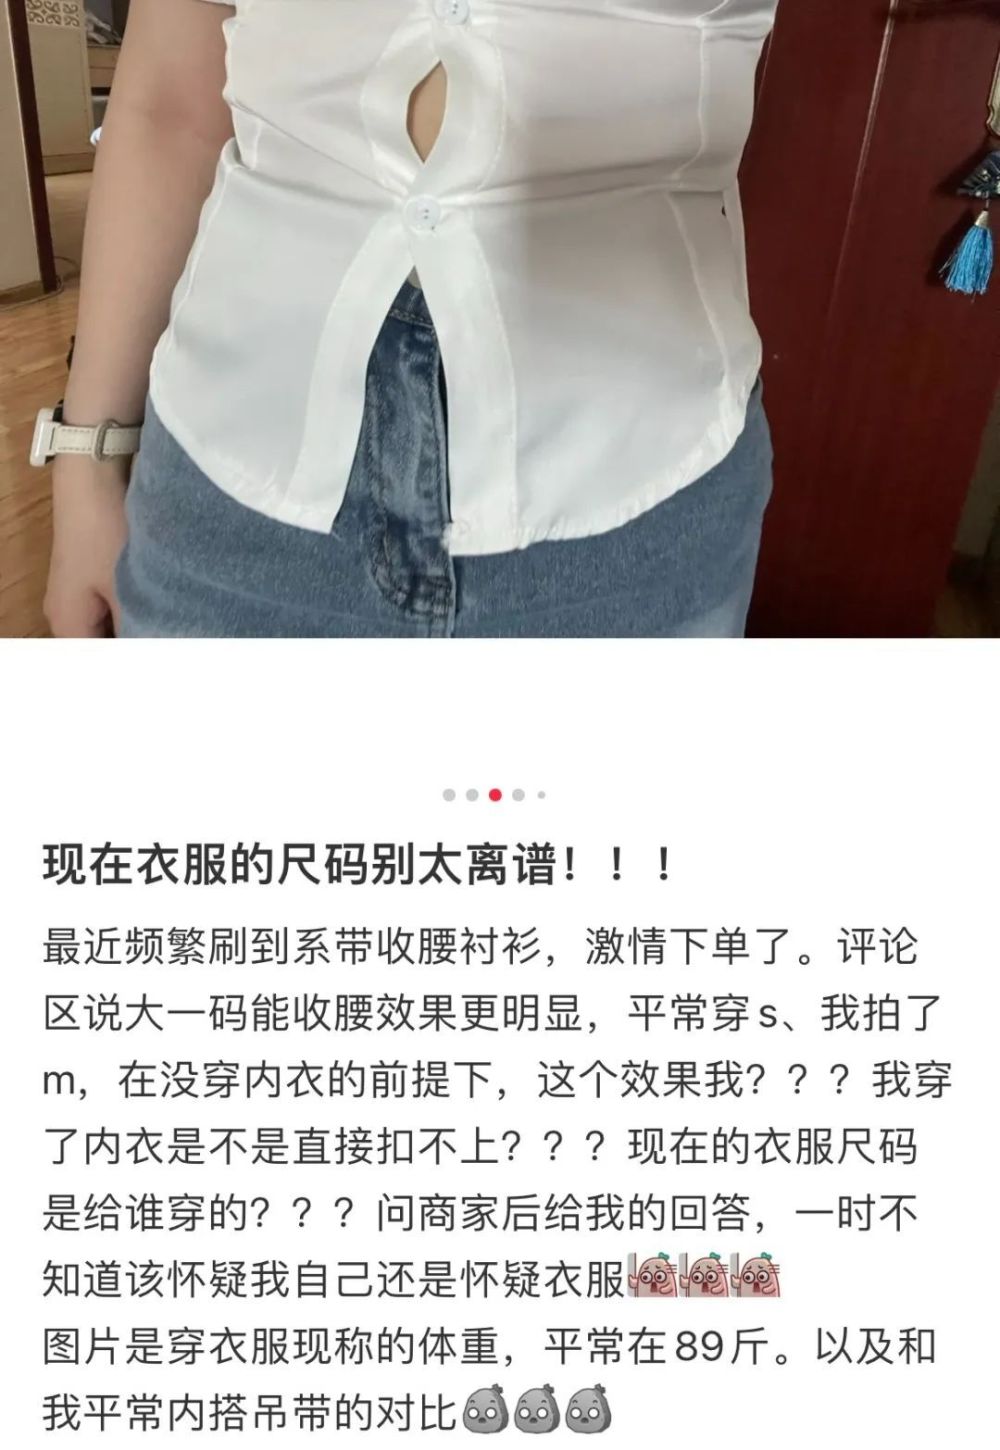 现在衣服的尺码别太离谱！！！
最近频繁刷到系带收腰衬衫，激情下单了。评论
区说大一码能收腰效果更明显，平常穿s、我拍了
m，在没穿内衣的前提下，这个效果我？？？我穿
了内衣是不是直接扣不上？？？现在的衣服尺码
是给谁穿的？？？问商家后给我的回答，一时不
知道该怀疑我自己还是怀疑衣服
图片是穿衣服现称的体重，平常在89斤。以及和
我平常内搭吊带的对比